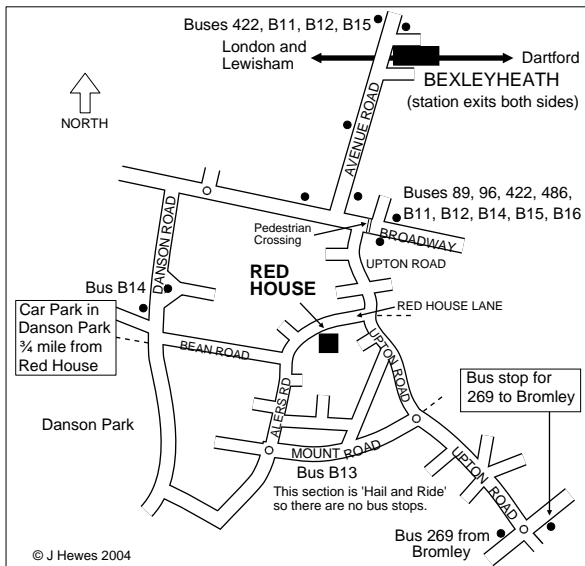 Buses 422, B11, B12, B15
London and
Lewisham
Dartford
BEXLEYHEATH
(station exits both sides)
NORTH
AVENUE ROAD
Buses 89, 96, 422, 486,
B11, B12, B14, B15, B16
Pedestrian
Crossing
BROADWAY
UPTON ROAD
DANSON ROAD
RED
HOUSE
Bus B14
RED HOUSE LANE
Car Park in
Danson Park
¾ mile from
Red House
BEAN ROAD
UPTON ROAD
Bus stop for
269 to Bromley
ALERS RD
Danson Park
MOUNT ROAD
UPTON ROAD
Bus B13
This section is 'Hail and Ride'
so there are no bus stops.
Bus 269 from
Bromley
© J Hewes 2004